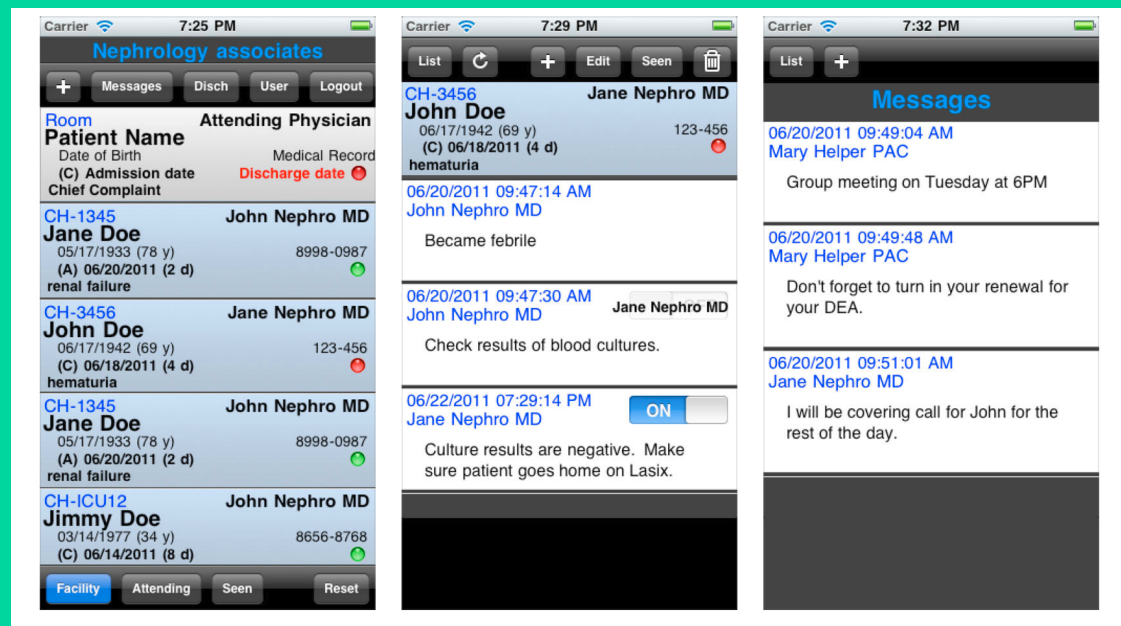 Carrier 7:25 PM
Nephrology associates
+ Messages Disch User Logout
Room Attending Physician
Patient Name
Date of Birth Medical Record
(C) Admission date Discharge date
Chief Complaint
CH-1345 John Nephro MD
Jane Doe
05/17/1933 (78 y) 8998-0987
(A) 06/20/2011 (2 d)
renal failure
CH-3456 Jane Nephro MD
John Doe
06/17/1942 (69 y) 123-456
(C) 06/18/2011 (4 d)
hematuria
CH-1345 John Nephro MD
Jane Doe
05/17/1933 (78 y) 8998-0987
(A) 06/20/2011 (2 d)
renal failure
CH-ICU12 John Nephro MD
Jimmy Doe
03/14/1977 (34 y) 8656-8768
(C) 06/14/2011 (8 d)
Facility Attending Seen Reset
Carrier 7:29 PM
List + Edit Seen
CH-3456 Jane Nephro MD
John Doe
06/17/1942 (69 y) 123-456
(C) 06/18/2011 (4 d)
hematuria
06/20/2011 09:47:14 AM
John Nephro MD
Became febrile
06/20/2011 09:47:30 AM
John Nephro MD Jane Nephro MD
Check results of blood cultures.
06/22/2011 07:29:14 PM
Jane Nephro MD ON
Culture results are negative. Make
sure patient goes home on Lasix.
Carrier 7:32 PM
List +
Messages
06/20/2011 09:49:04 AM
Mary Helper PAC
Group meeting on Tuesday at 6PM
06/20/2011 09:49:48 AM
Mary Helper PAC
Don't forget to turn in your renewal for
your DEA.
06/20/2011 09:51:01 AM
Jane Nephro MD
I will be covering call for John for the
rest of the day.